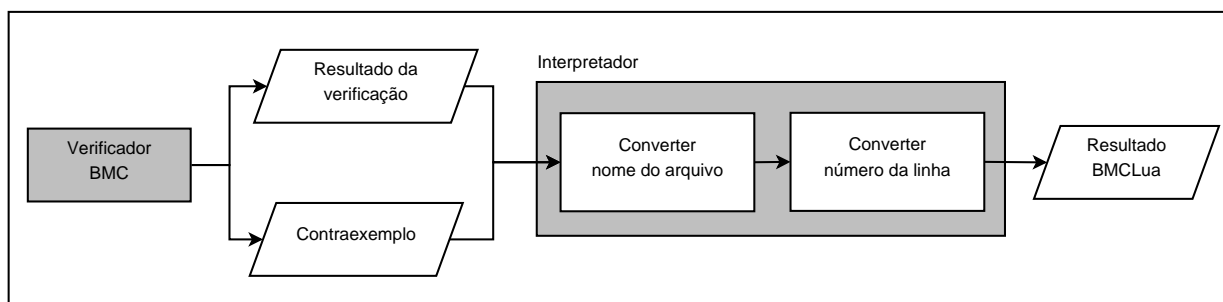 Verificador
BMC
Resultado da
verificação
Contraexemplo
Interpretador
Converter
nome do arquivo
Converter
número da linha
Resultado
BMCLua